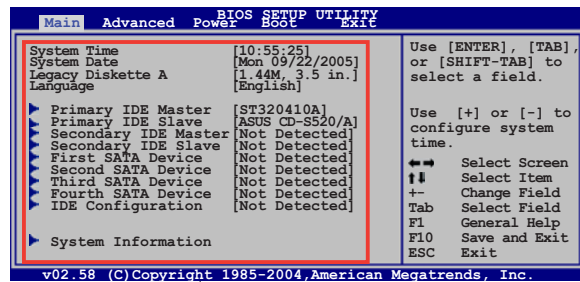 BIOS SETUP UTILITY
Main Advanced Power Boot Exit
System Time [10:55:25]
System Date [Mon 09/22/2005]
Legacy Diskette A [1.44M, 3.5 in.]
Language [English]
Primary IDE Master [ST320410A]
Primary IDE Slave [ASUS CD-S520/A]
Secondary IDE Master [Not Detected]
Secondary IDE Slave [Not Detected]
First SATA Device [Not Detected]
Second SATA Device [Not Detected]
Third SATA Device [Not Detected]
Fourth SATA Device [Not Detected]
IDE Configuration [Not Detected]
System Information
Use [ENTER], [TAB],
or [SHIFT-TAB] to
select a field.
Use [+] or [-] to
configure system
time.
Select Screen
Select Item
+- Change Field
Tab Select Field
F1 General Help
F10 Save and Exit
ESC Exit
v02.58 (C)Copyright 1985-2004,American Megatrends, Inc.